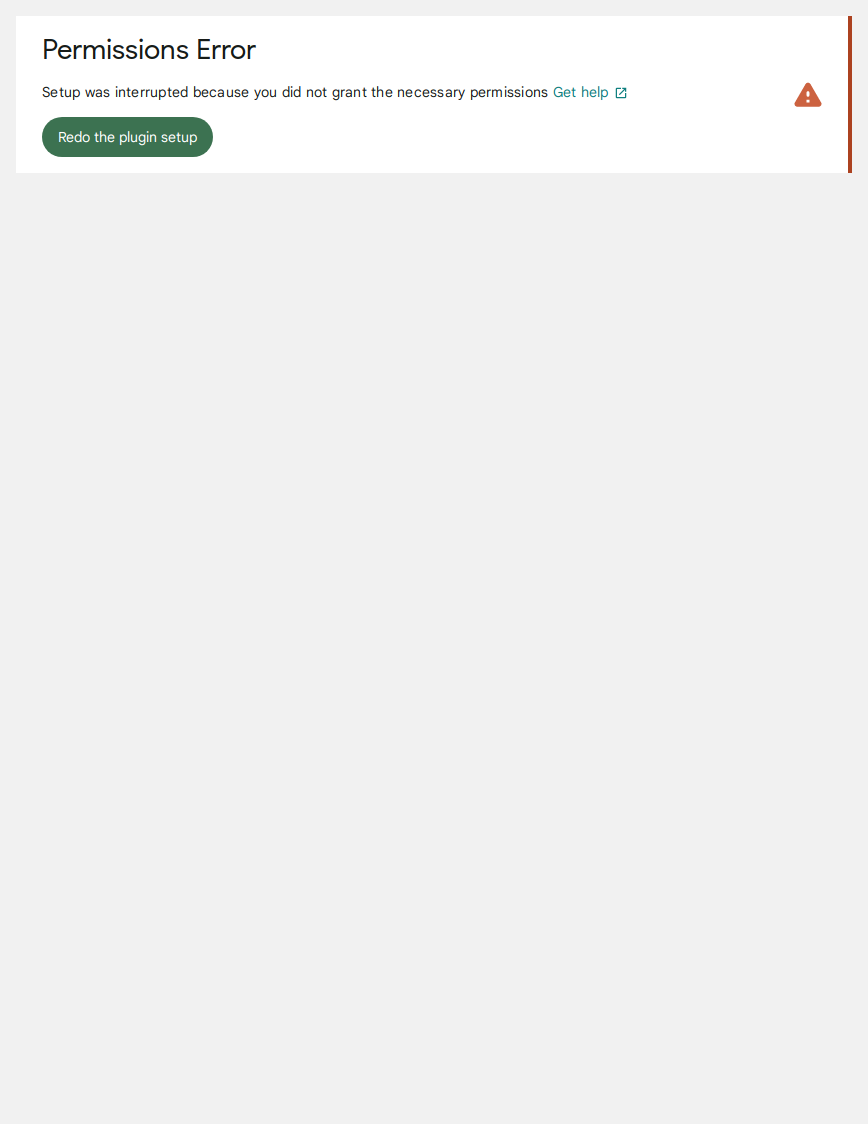 Permissions Error
Setup was interrupted because you did not grant the necessary permissions Get help
Redo the plugin setup